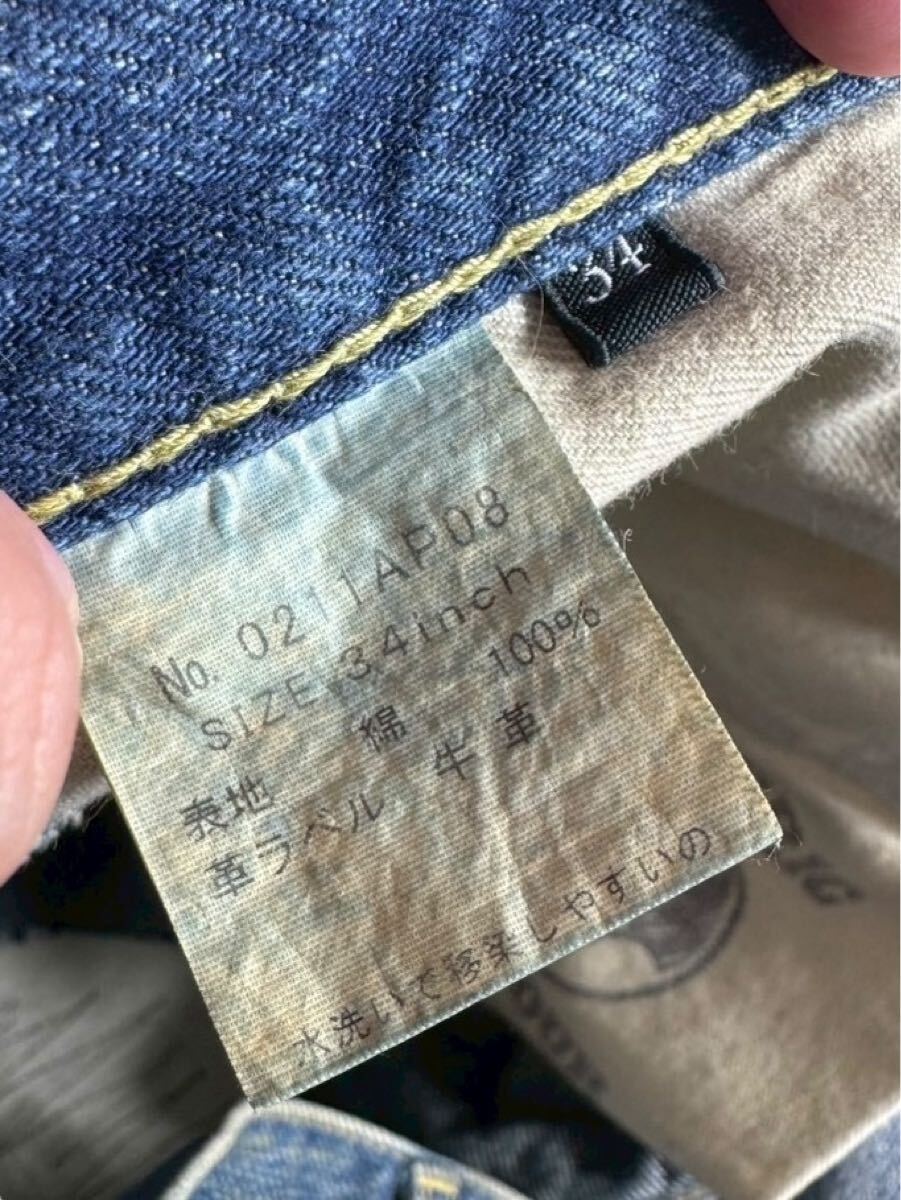 34
No. 0211AP08
SIZE 34inch
表地 綿 100%
革ラベル 牛革
水洗いで移染しやすいの